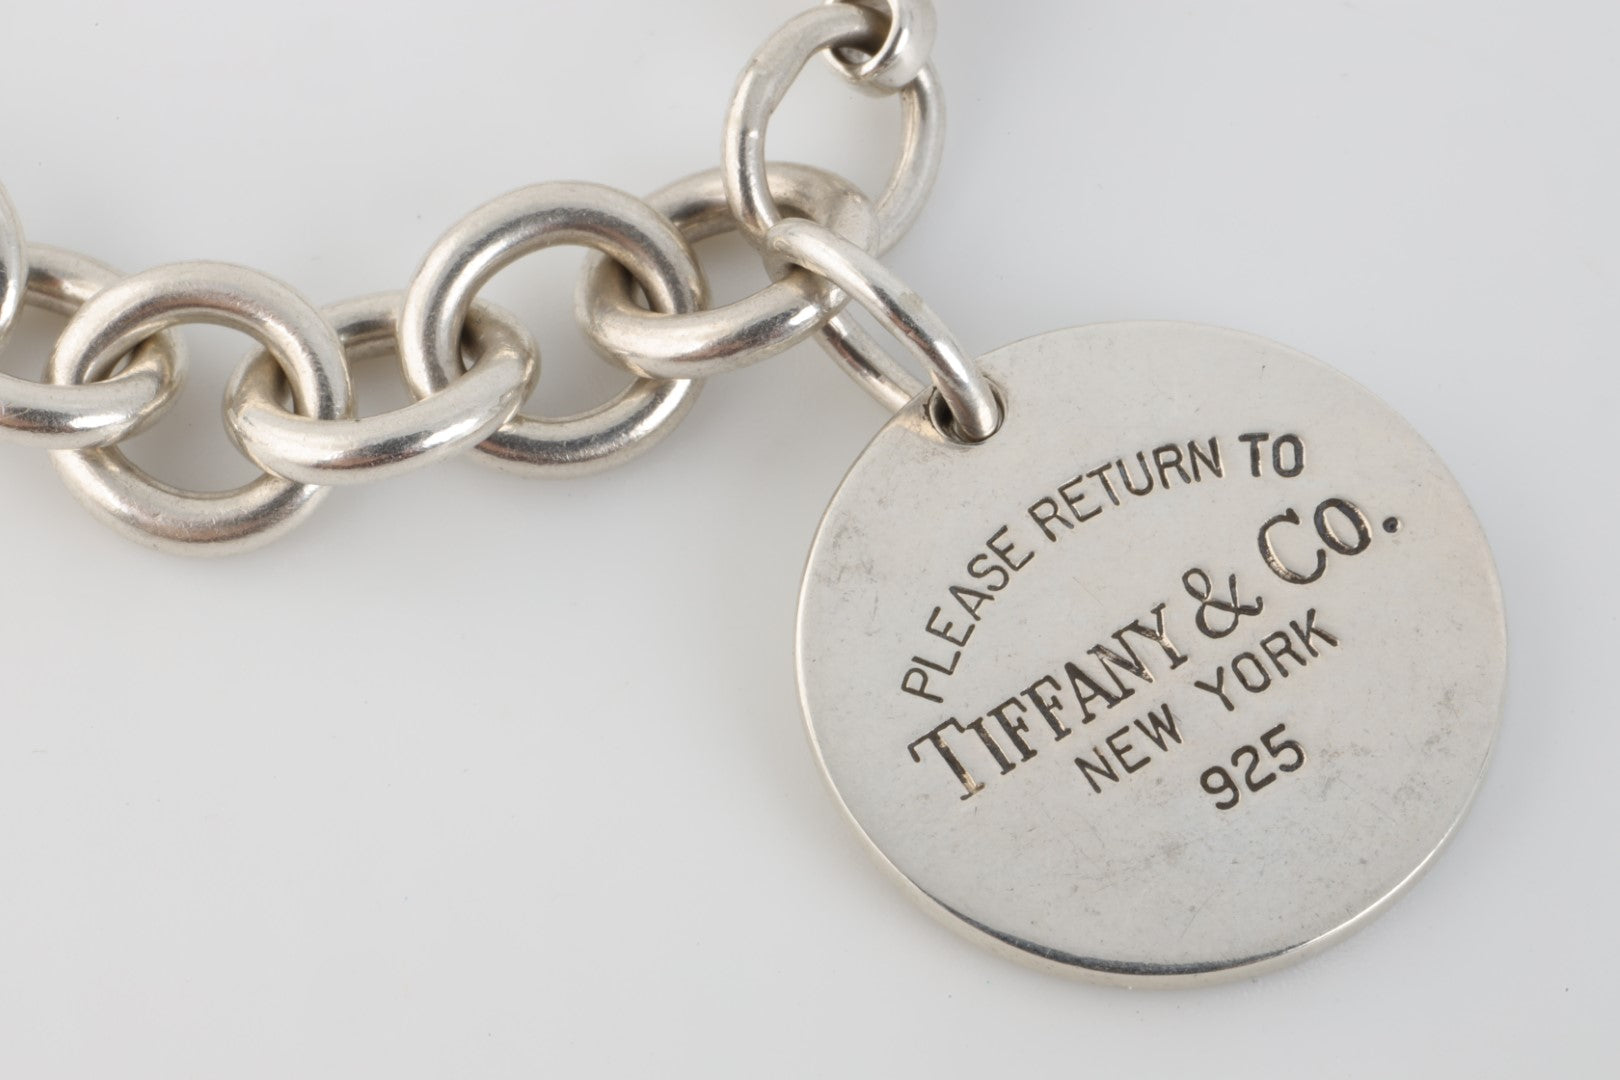 PLEASE RETURN TO
TIFFANY & CO.
NEW YORK
925